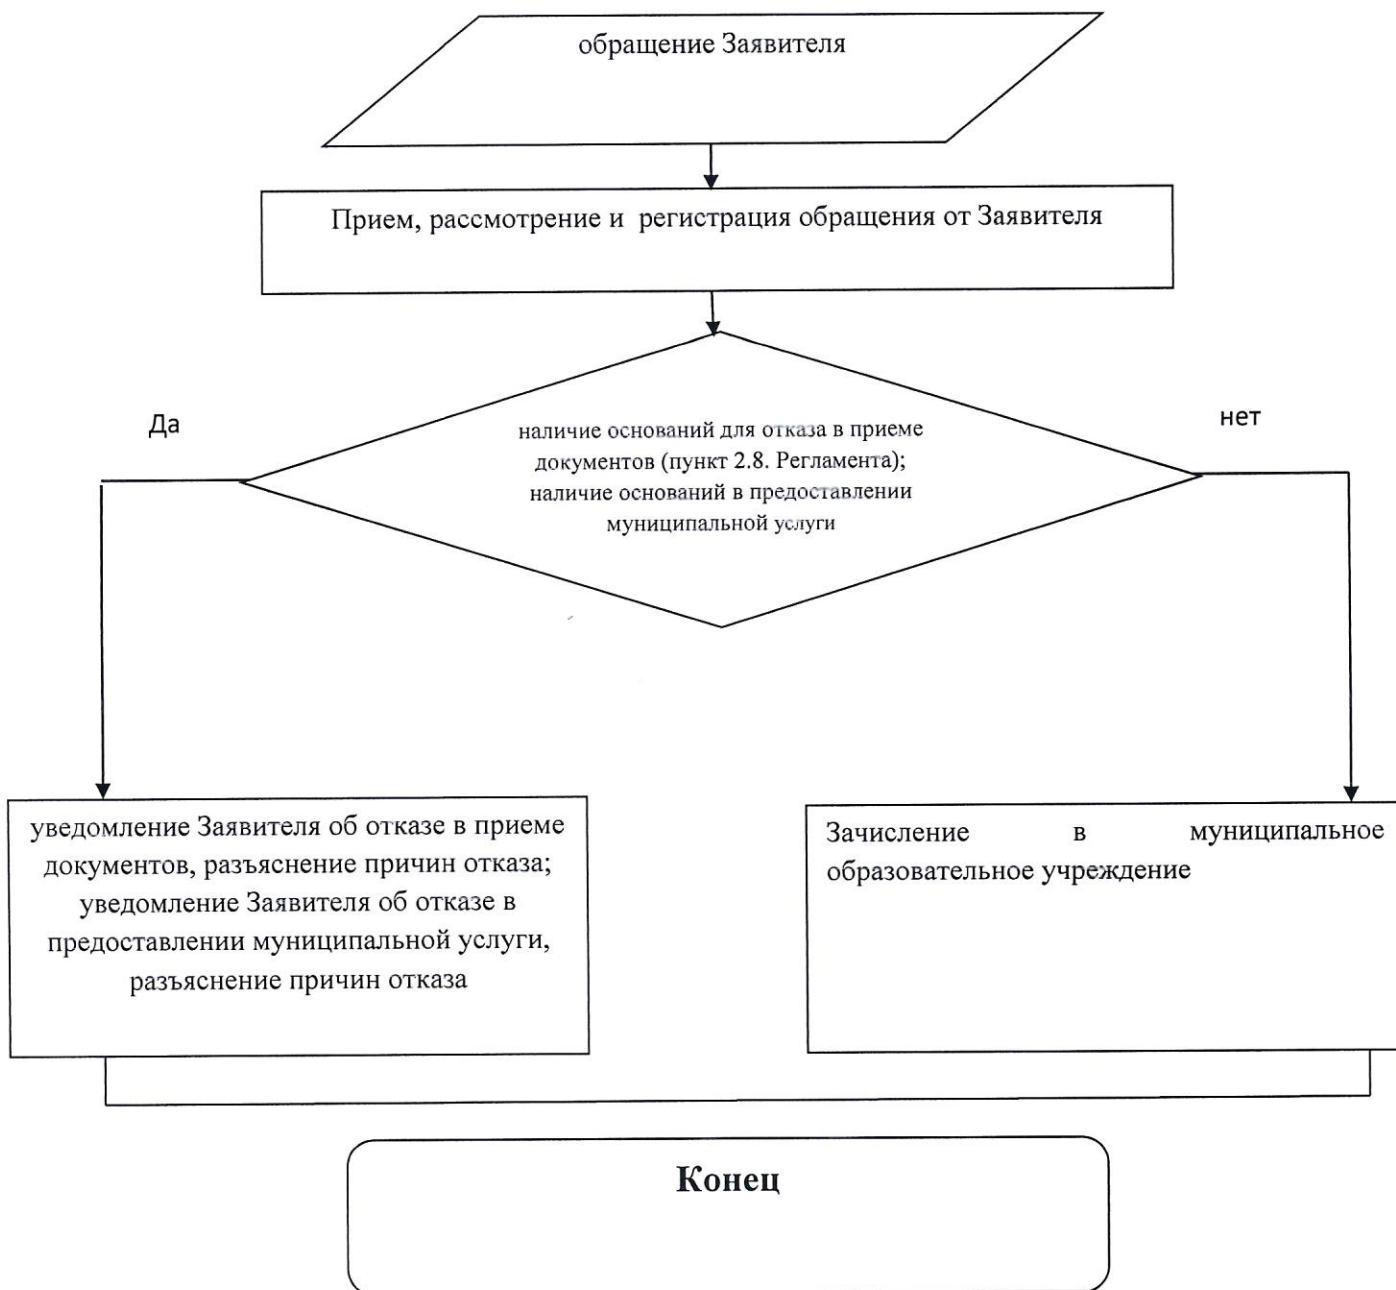 обращение Заявителя
Прием, рассмотрение и регистрация обращения от Заявителя
Да
нет
наличие оснований для отказа в приеме
документов (пункт 2.8. Регламента);
наличие оснований в предоставлении
муниципальной услуги
уведомление Заявителя об отказе в приеме
документов, разъяснение причин отказа;
уведомление Заявителя об отказе в
предоставлении муниципальной услуги,
разъяснение причин отказа
Зачисление в муниципальное
образовательное учреждение
Конец